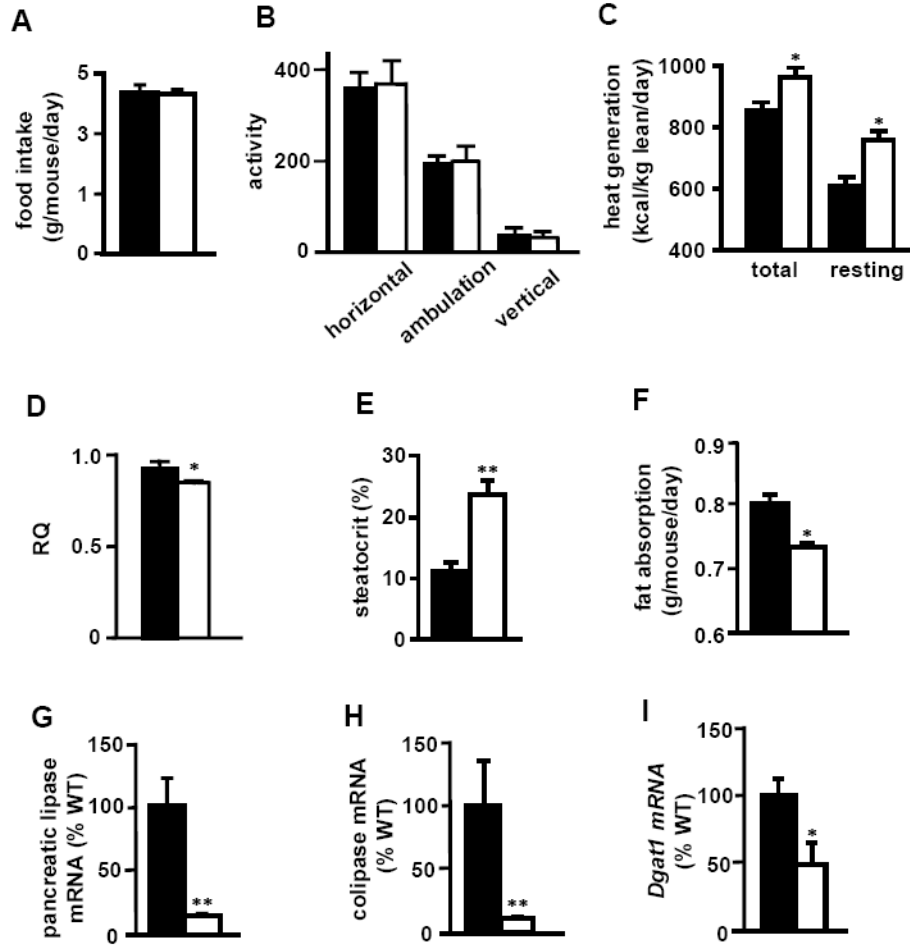 A
food intake
(g/mouse/day)
5
3
1
0
B
activity
400
200
0
horizontal
ambulation
vertical
C
heat generation
(kcal/kg lean/day)
1000
800
600
400
*
*
total
resting
D
RQ
1.0
0.5
0
*
E
steatocrit (%)
30
20
10
0
**
F
fat absorption
(g/mouse/day)
0.9
0.8
0.7
0.6
*
G
pancreatic lipase
mRNA (% WT)
150
100
50
0
**
H
colipase mRNA
(% WT)
150
100
50
0
**
I
Dgat1 mRNA
(% WT)
150
100
50
0
*